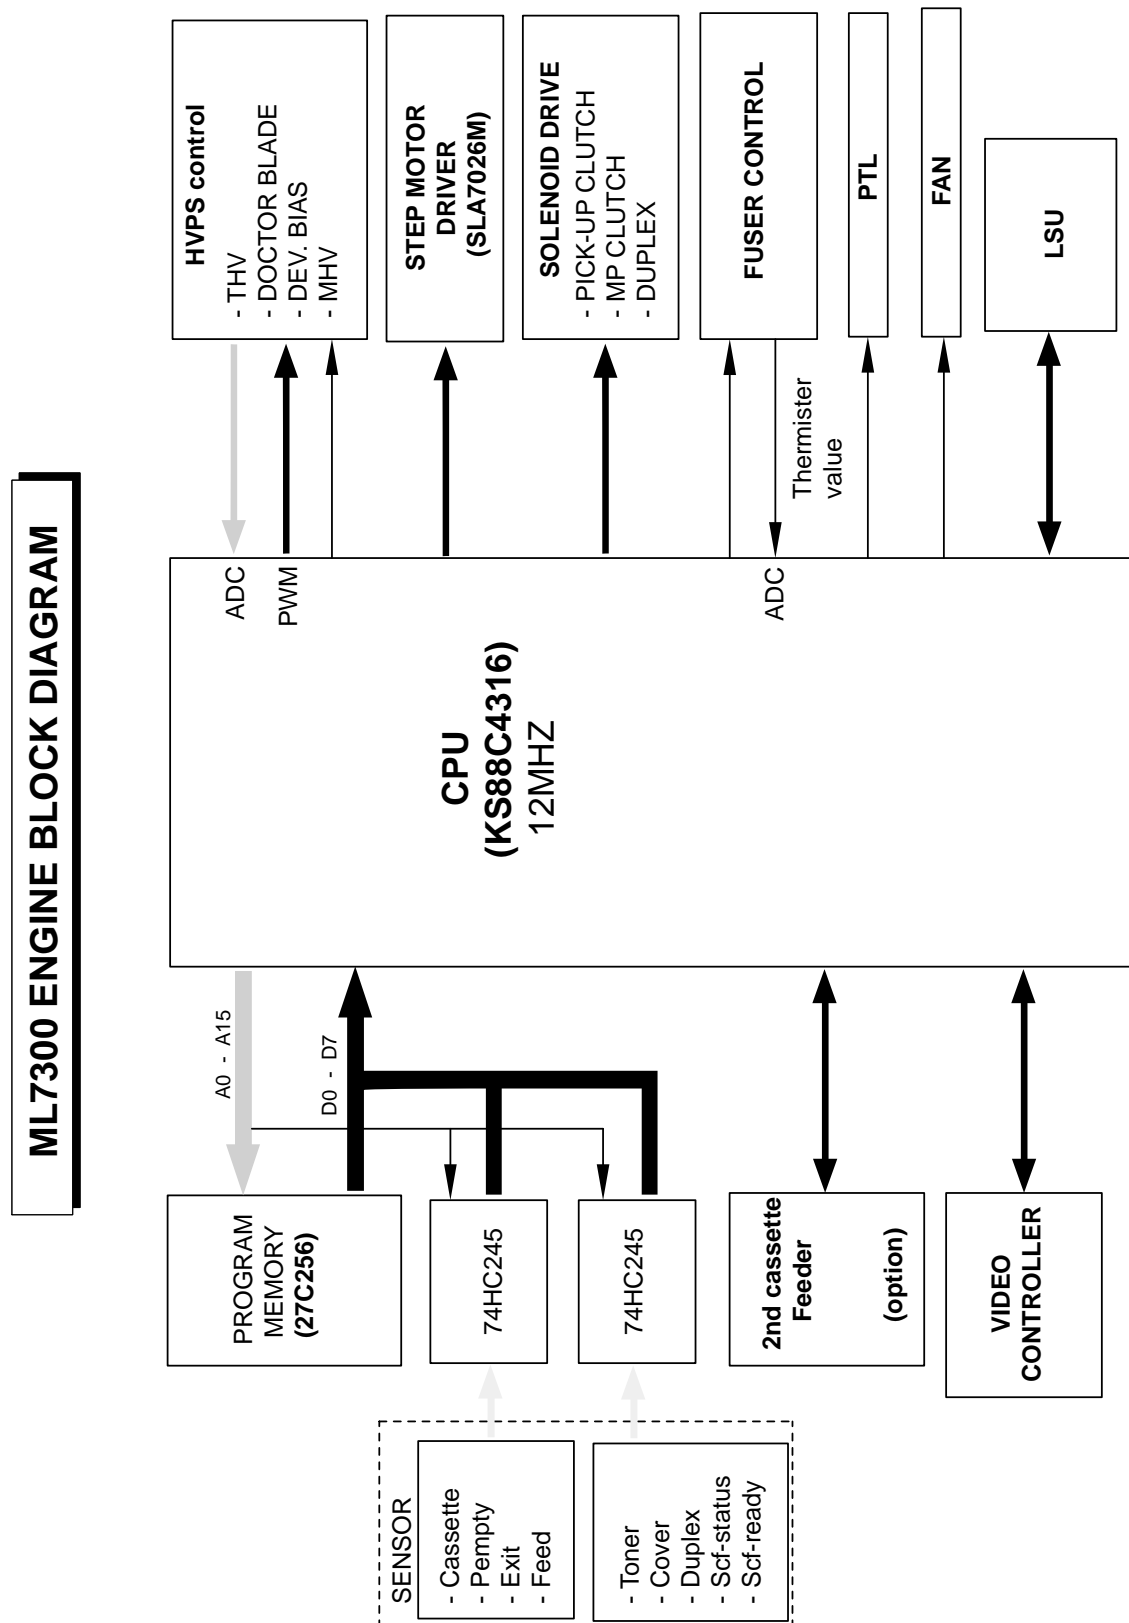 ML7300 ENGINE BLOCK DIAGRAM
SENSOR
- Cassette
- Pempty
- Exit
- Feed
- Toner
- Cover
- Duplex
- Scf-status
- Scf-ready
PROGRAM
MEMORY
(27C256)
74HC245
74HC245
2nd cassette
Feeder
(option)
VIDEO
CONTROLLER
A0 - A15
D0 - D7
CPU
(KS88C4316)
12MHZ
ADC
PWM
ADC
Thermister
value
HVPS control
- THV
- DOCTOR BLADE
- DEV. BIAS
- MHV
STEP MOTOR
DRIVER
(SLA7026M)
SOLENOID DRIVE
- PICK-UP CLUTCH
- MP CLUTCH
- DUPLEX
FUSER CONTROL
PTL
FAN
LSU